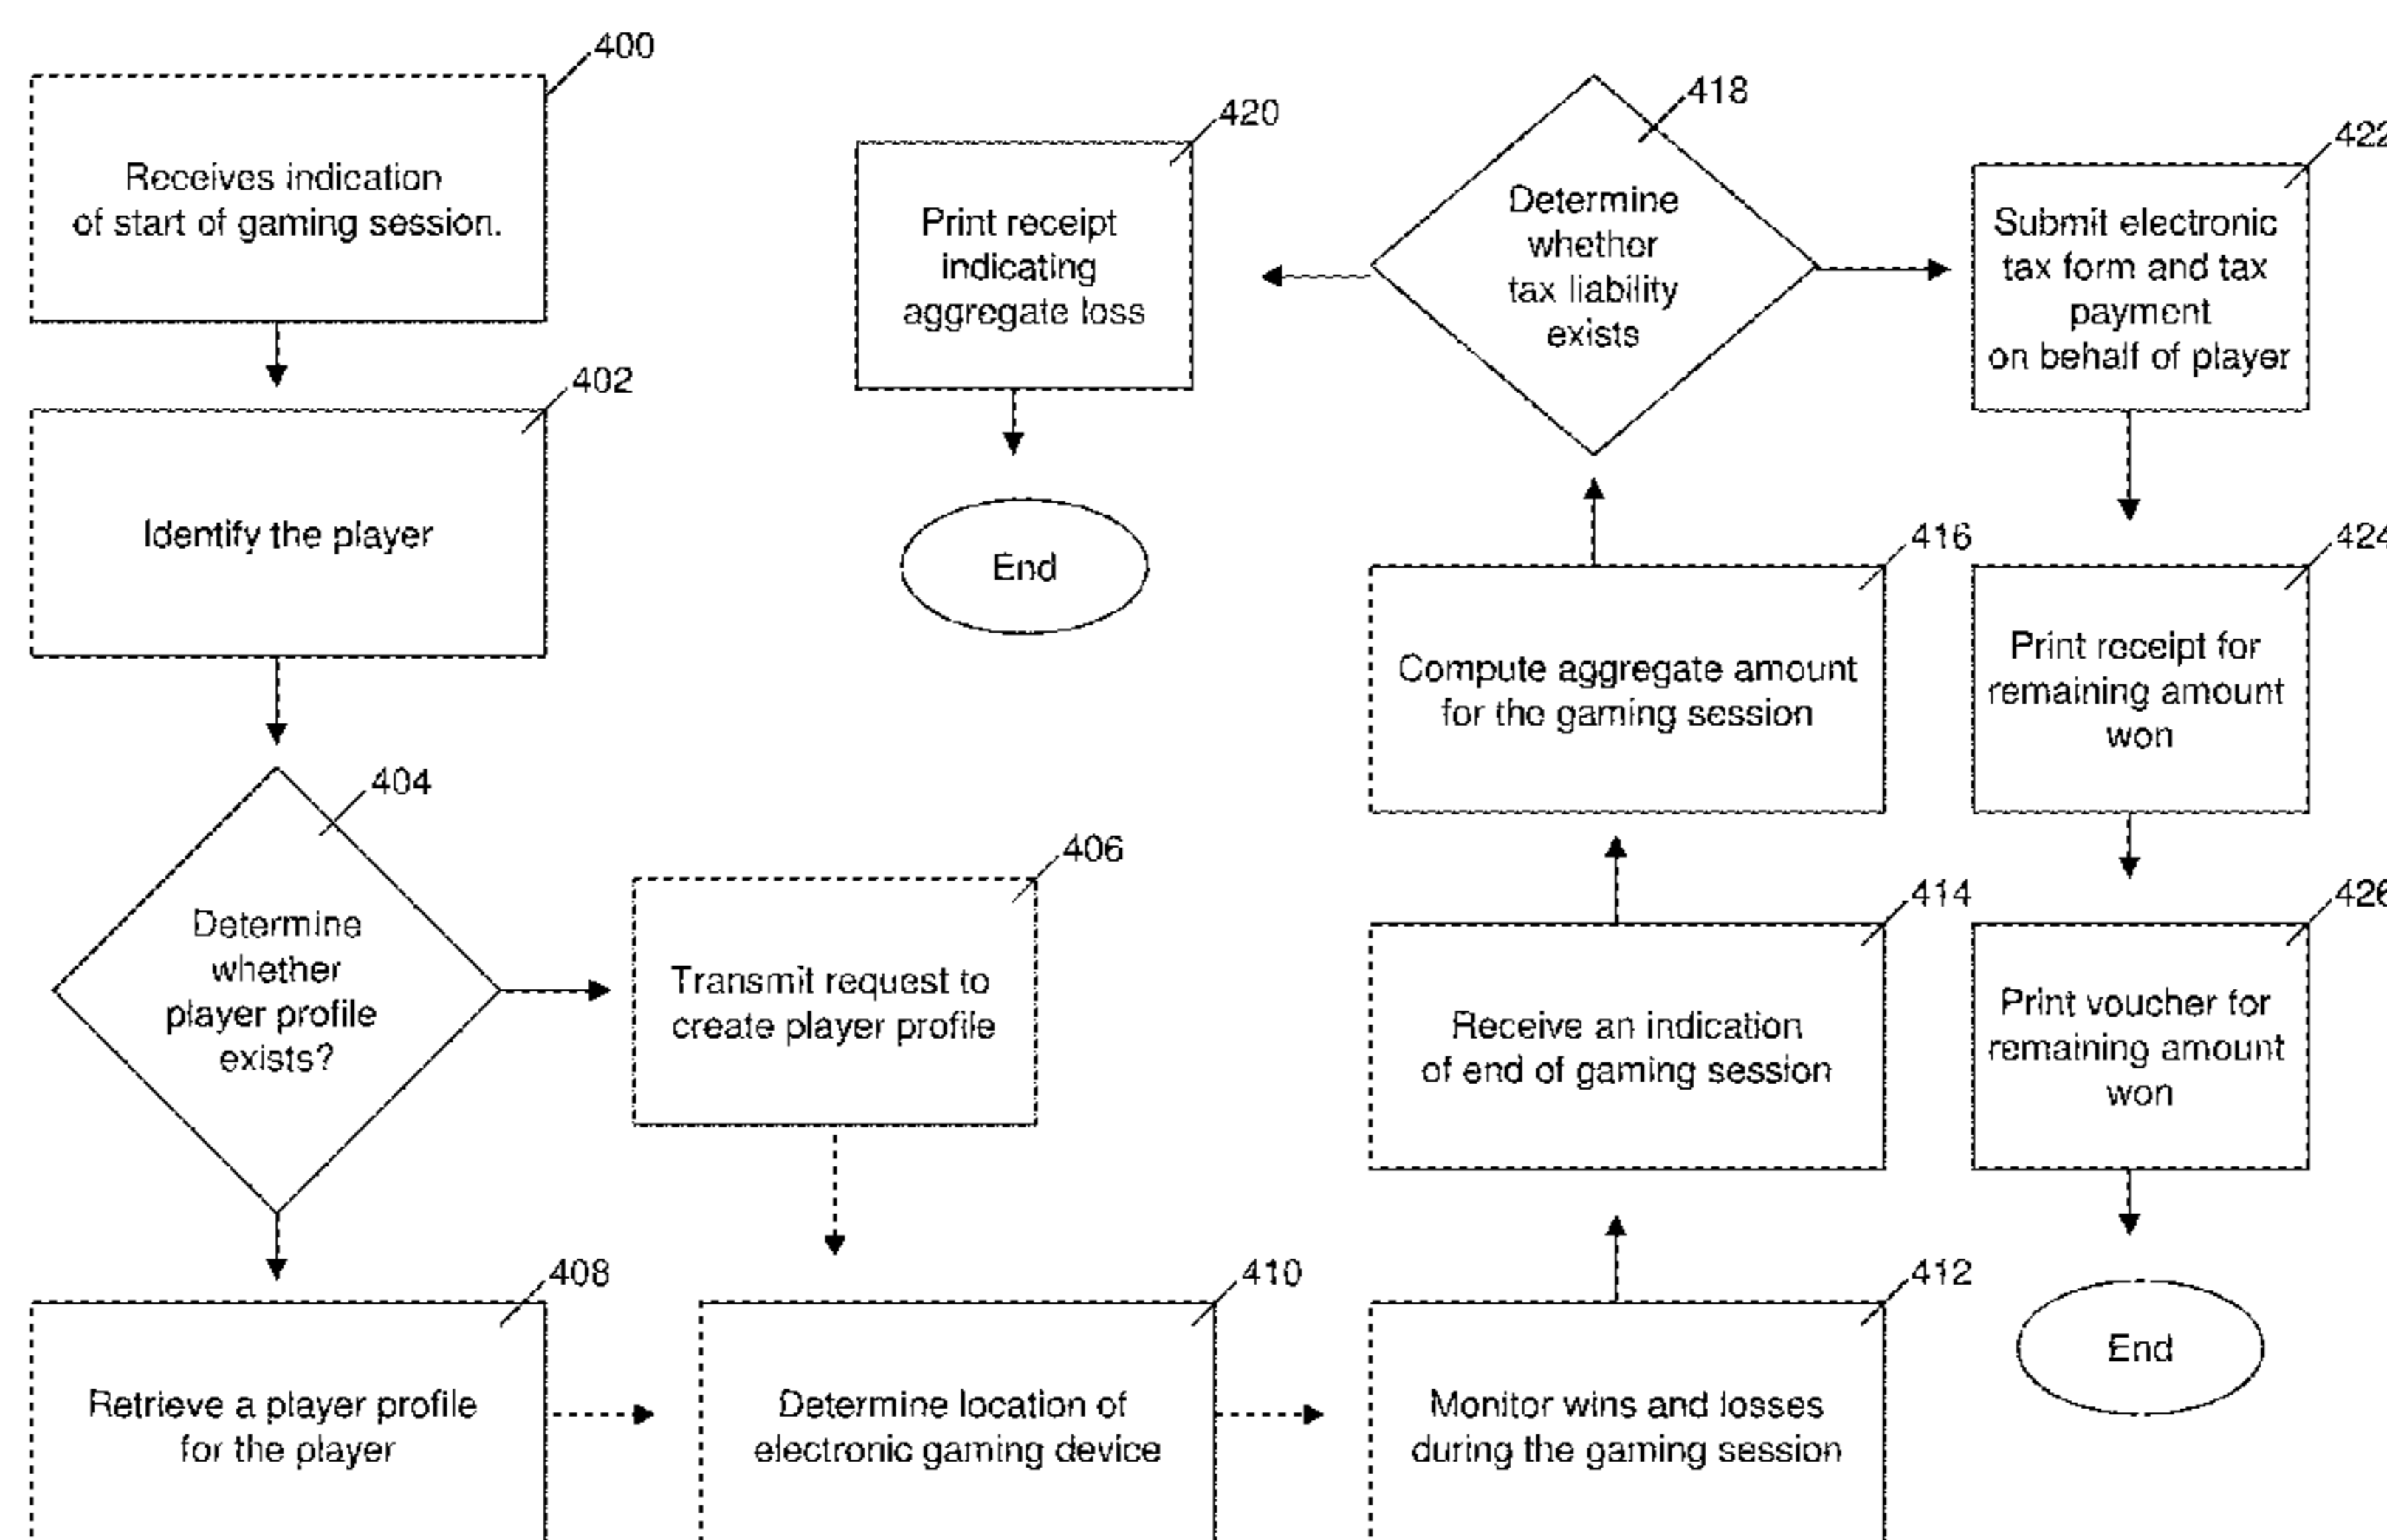 400
Receives indication
of start of gaming session.
402
Identify the player
404
Determine
whether
player profile
exists?
406
Transmit request to
create player profile
408
Retrieve a player profile
for the player
410
Determine location of
electronic gaming device
412
Monitor wins and losses
during the gaming session
414
Receive an indication
of end of gaming session
416
Compute aggregate amount
for the gaming session
418
Determine
whether
tax liability
exists
420
Print receipt
indicating
aggregate loss
End
422
Submit electronic
tax form and tax
payment
on behalf of player
424
Print receipt for
remaining amount
won
426
Print voucher for
remaining amount
won
End